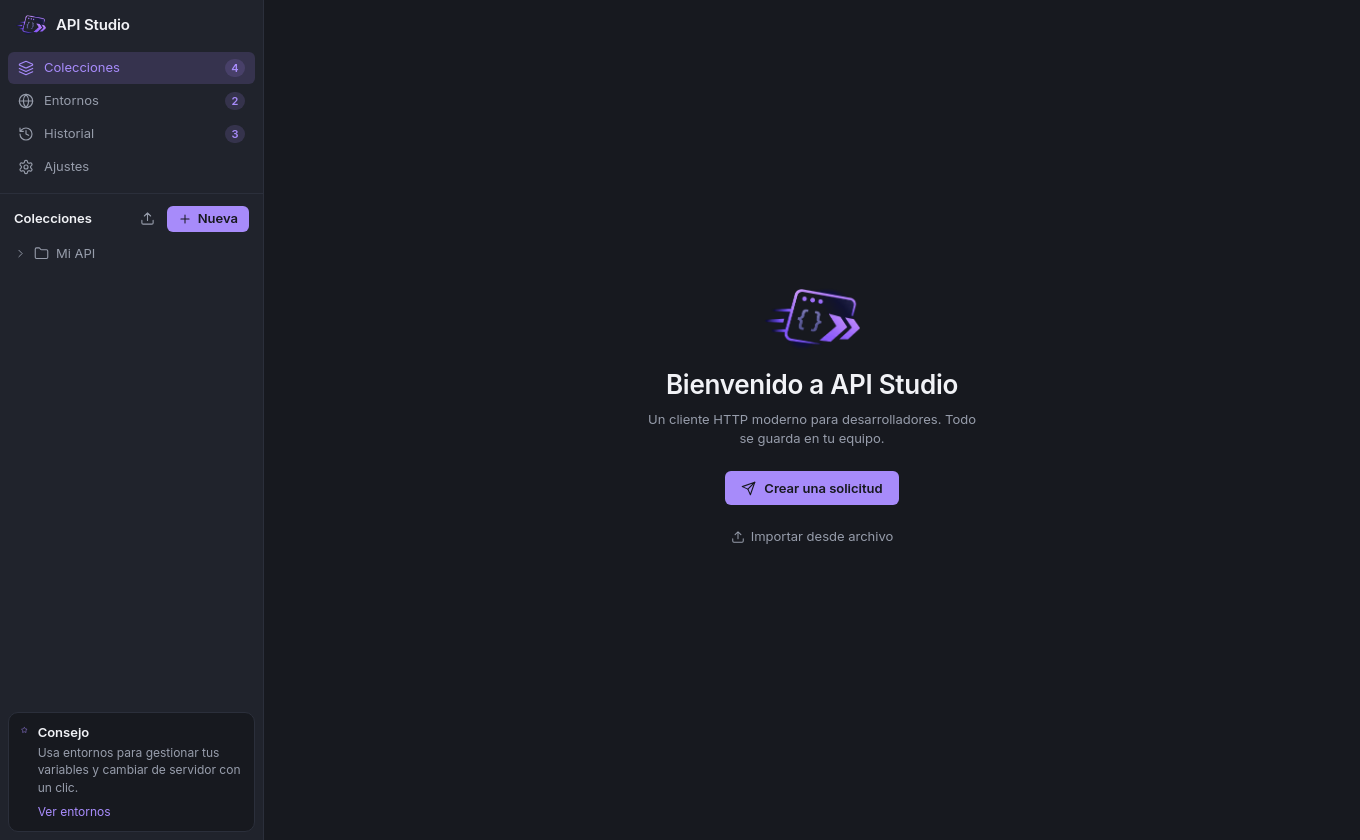 API Studio
Colecciones 4
Entornos 2
Historial 3
Ajustes
Colecciones
Nueva
Mi API
{ }
Bienvenido a API Studio
Un cliente HTTP moderno para desarrolladores. Todo
se guarda en tu equipo.
Crear una solicitud
Importar desde archivo
Consejo
Usa entornos para gestionar tus
variables y cambiar de servidor con
un clic.
Ver entornos